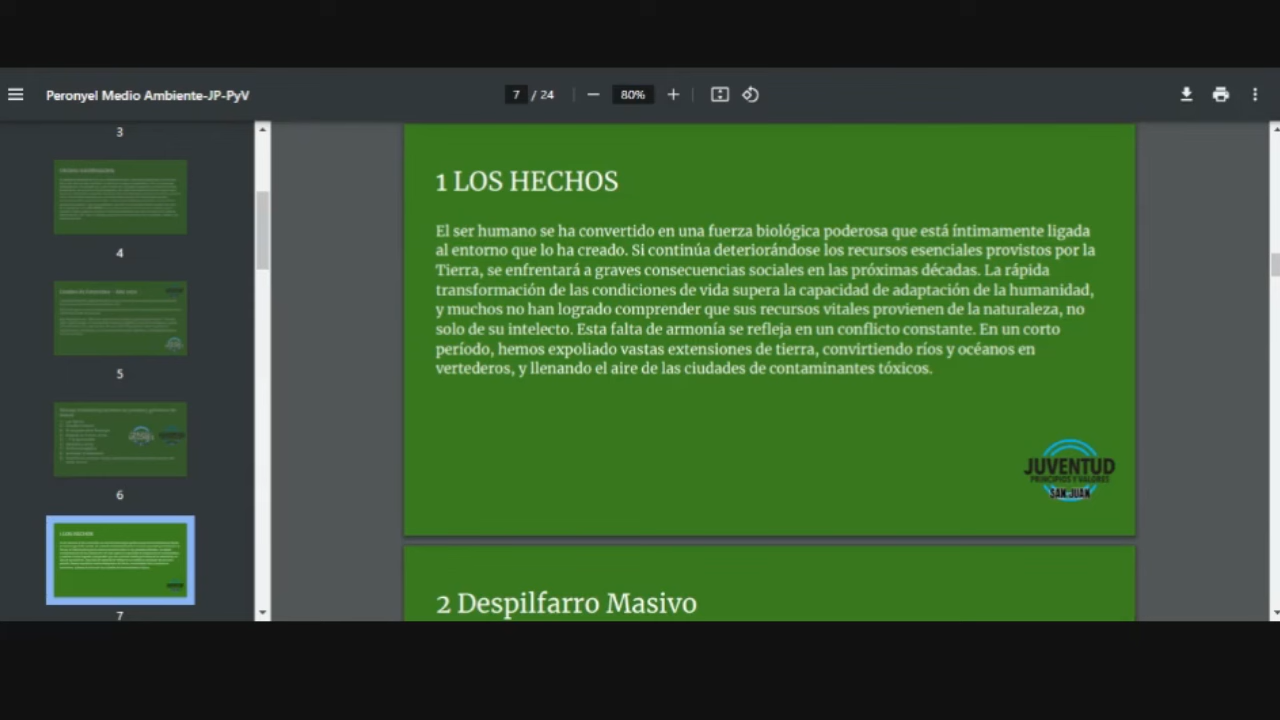 Peronyel Medio Ambiente-JP-PyV
7 / 24
80%
3
4
5
6
7
1 LOS HECHOS
El ser humano se ha convertido en una fuerza biológica poderosa que está íntimamente ligada
al entorno que lo ha creado. Si continúa deteriorándose los recursos esenciales provistos por la
Tierra, se enfrentará a graves consecuencias sociales en las próximas décadas. La rápida
transformación de las condiciones de vida supera la capacidad de adaptación de la humanidad,
y muchos no han logrado comprender que sus recursos vitales provienen de la naturaleza, no
solo de su intelecto. Esta falta de armonía se refleja en un conflicto constante. En un corto
período, hemos expoliado vastas extensiones de tierra, convirtiendo ríos y océanos en
vertederos, y llenando el aire de las ciudades de contaminantes tóxicos.
JUVENTUD
PRINCIPIOS Y VALORES
SAN JUAN
2 Despilfarro Masivo